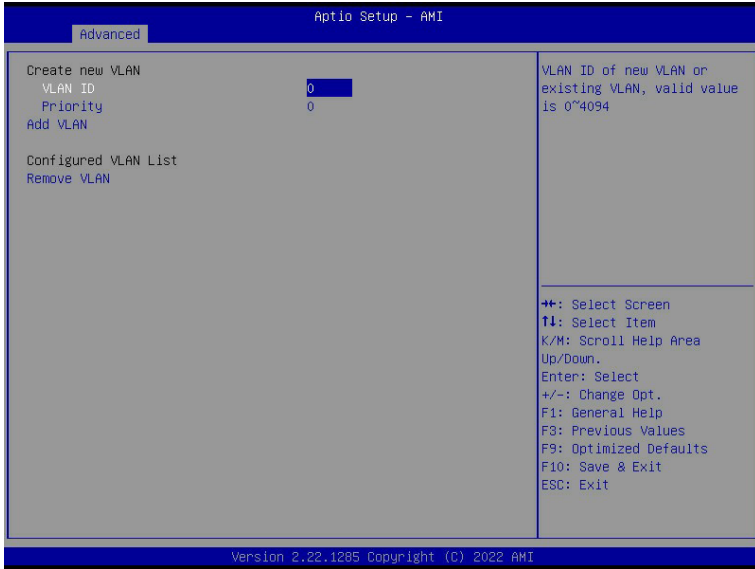 Aptio Setup - AMI
Advanced
Create new VLAN
VLAN ID 0
Priority 0
Add VLAN
Configured VLAN List
Remove VLAN
VLAN ID of new VLAN or
existing VLAN, valid value
is 0~4094
→←: Select Screen
↑↓: Select Item
K/M: Scroll Help Area
Up/Down.
Enter: Select
+/-: Change Opt.
F1: General Help
F3: Previous Values
F9: Optimized Defaults
F10: Save & Exit
ESC: Exit
Version 2.22.1285 Copyright (C) 2022 AMI